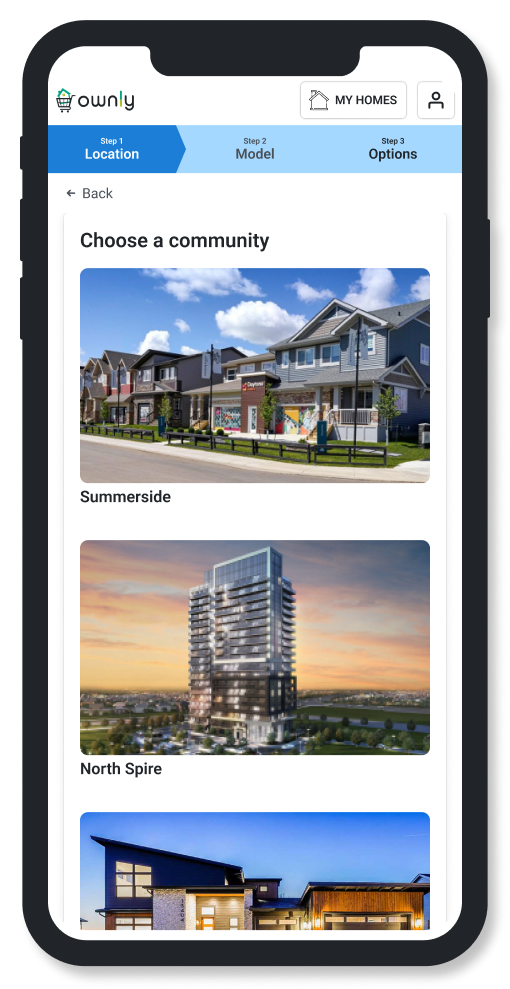 ownly
MY HOMES
Step 1
Location
Step 2
Model
Step 3
Options
← Back
Choose a community
Summerside
North Spire